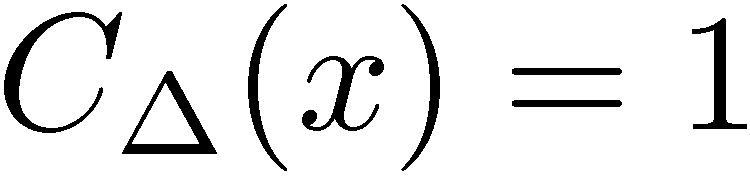 C_Δ(x) = 1